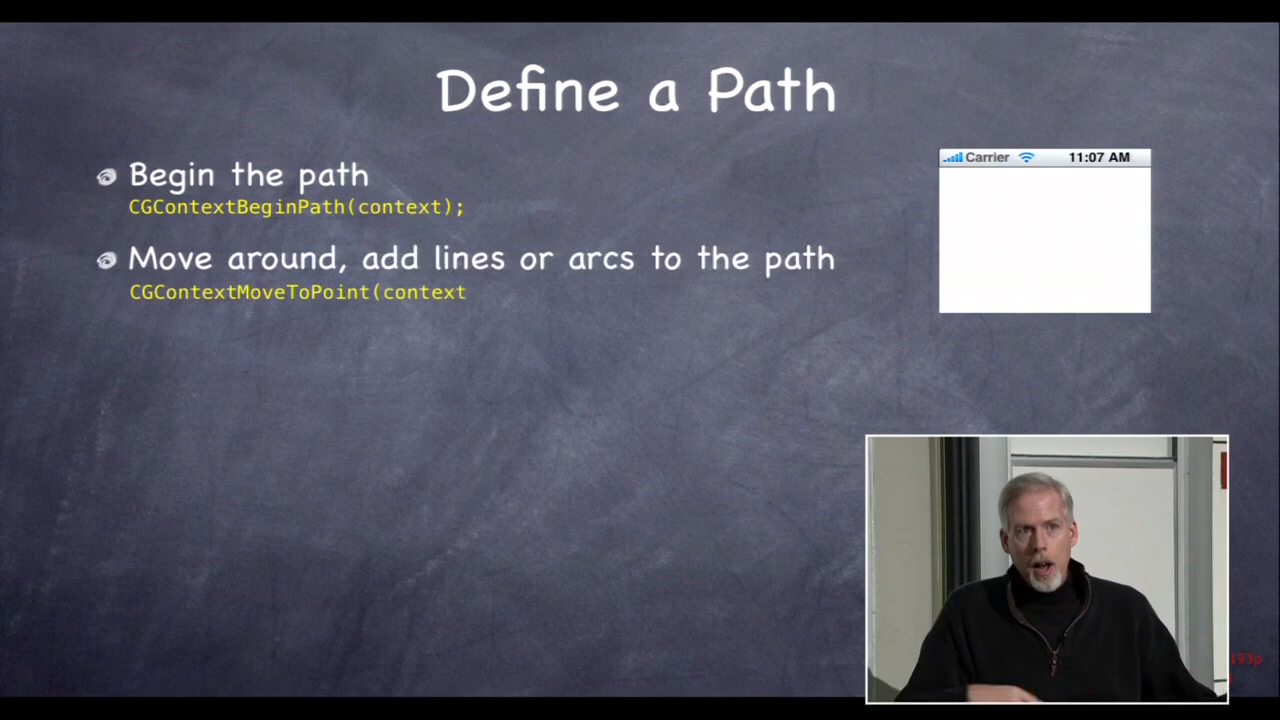 Define a Path
Begin the path
CGContextBeginPath(context);
Move around, add lines or arcs to the path
CGContextMoveToPoint(context
Carrier 11:07 AM
193p